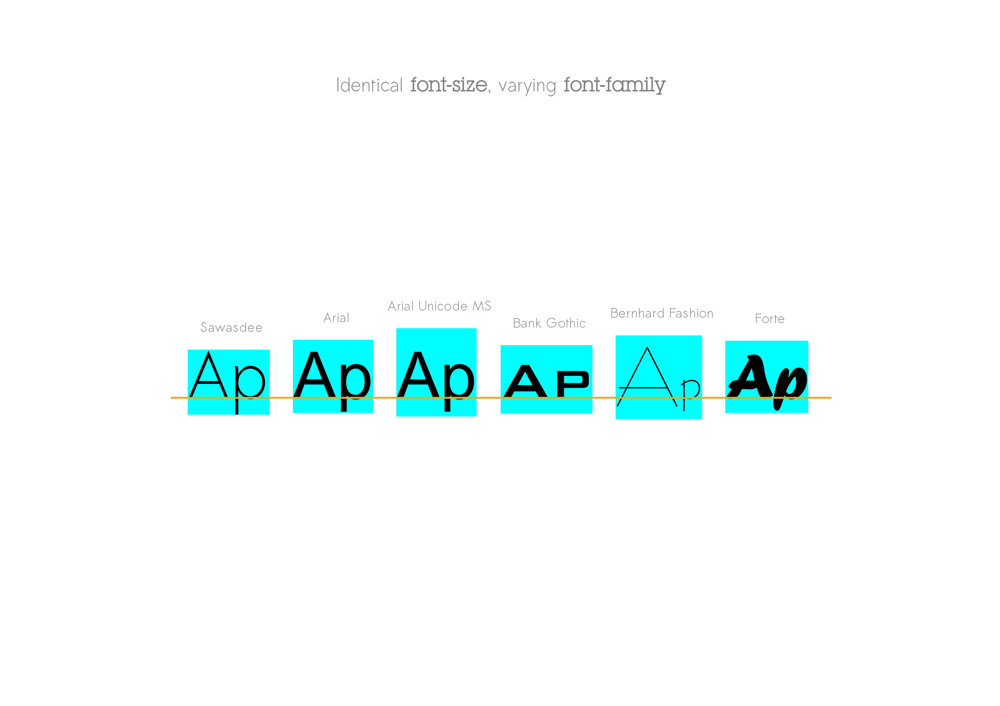 Identical font-size, varying font-family
Sawasdee
Arial
Arial Unicode MS
Bank Gothic
Bernhard Fashion
Forte
Ap
Ap
Ap
AP
Ap
Ap